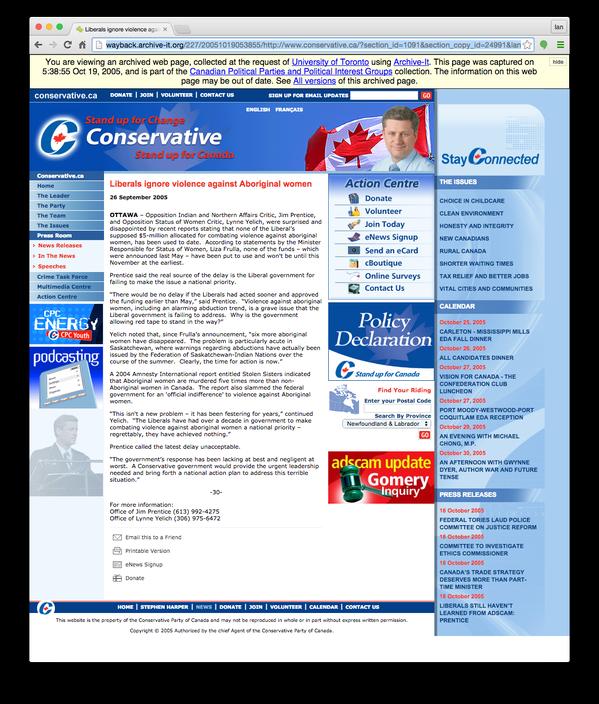 Liberals ignore violence aga
Ian
wayback.archive-it.org/227/20051019053855/http://www.conservative.ca/?section_id=1091&section_copy_id=24991&lan
You are viewing an archived web page, collected at the request of University of Toronto using Archive-It. This page was captured on
hide
5:38:55 Oct 19, 2005, and is part of the Canadian Political Parties and Political Interest Groups collection. The information on this web
page may be out of date. See All versions of this archived page.
conservative.ca
DONATE | JOIN | VOLUNTEER | CONTACT US
SIGN UP FOR EMAIL UPDATES
GO
ENGLISH FRANÇAIS
Stand up for Change
Conservative
Stand up for Canada
StayConnected
Conservative.ca
Home
The Leader
The Party
The Team
The Issues
Press Room
News Releases
In The News
Speeches
Crime Task Force
Multimedia Centre
Action Centre
CPC
ENERGY
CPC Youth
podcasting
Liberals ignore violence against Aboriginal women
26 September 2005
OTTAWA – Opposition Indian and Northern Affairs Critic, Jim Prentice,
and Opposition Status of Women Critic, Lynne Yelich, were surprised and
disappointed by recent reports stating that none of the Liberal's
supposed $5-million allocated for combating violence against aboriginal
women, has been used to date. According to statements by the Minister
Responsible for Status of Women, Liza Frulla, none of the funds – which
were announced last May – have been put to use and won't be until this
November at the earliest.
Prentice said the real source of the delay is the Liberal government for
failing to make the issue a national priority.
"There would be no delay if the Liberals had acted sooner and approved
the funding earlier than May," said Prentice. "Violence against aboriginal
women, including an alarming abduction trend, is a grave issue that the
Liberal government is failing to address. Why is the government
allowing red tape to stand in the way?"
Yelich noted that, since Frulla's announcement, "six more aboriginal
women have disappeared. The problem is particularly acute in
Saskatchewan, where warnings regarding abductions have actually been
issued by the Federation of Saskatchewan-Indian Nations over the
course of the summer. Clearly, the time for action is now."
A 2004 Amnesty International report entitled Stolen Sisters indicated
that Aboriginal women are murdered five times more than non-
Aboriginal women in Canada. The report also slammed the federal
government for an 'official indifference' to violence against aboriginal
women.
"This isn't a new problem – it has been festering for years," continued
Yelich. "The Liberals have had over a decade in government to make
combating violence against aboriginal women a national priority –
regrettably, they have achieved nothing."
Prentice called the latest delay unacceptable.
"The government's response has been lacking at best and negligent at
worst. A Conservative government would provide the urgent leadership
needed and bring forth a national action plan to address this terrible
situation."
-30-
For more information:
Office of Jim Prentice (613) 992-4275
Office of Lynne Yelich (306) 975-6472
Email this to a Friend
Printable Version
eNews Signup
Donate
Action Centre
Donate
Volunteer
Join Today
eNews Signup
Send an eCard
cBoutique
Online Surveys
Contact Us
Policy
Declaration
Stand up for Canada
Find Your Riding
Enter your Postal Code
Search By Province
Newfoundland & Labrador
GO
adscam update
Gomery
Inquiry
THE ISSUES
CHOICE IN CHILDCARE
CLEAN ENVIRONMENT
HONESTY AND INTEGRITY
NEW CANADIANS
RURAL CANADA
SHORTER WAITING TIMES
TAX RELIEF AND BETTER JOBS
VITAL CITIES AND COMMUNITIES
CALENDAR
October 25, 2005
CARLETON - MISSISSIPPI MILLS
EDA FALL DINNER
October 26, 2005
ALL CANDIDATES DINNER
October 27, 2005
VISION FOR CANADA - THE
CONFEDERATION CLUB
LUNCHEON
October 27, 2005
PORT MOODY-WESTWOOD-PORT
COQUITLAM EDA RECEPTION
October 29, 2005
AN EVENING WITH MICHAEL
CHONG, M.P.
October 30, 2005
AN AFTERNOON WITH GWYNNE
DYER, AUTHOR WAR AND FUTURE
TENSE
PRESS RELEASES
18 October 2005
FEDERAL TORIES LAUD POLICE
COMMITTEE ON JUSTICE REFORM
18 October 2005
COMMITTEE TO INVESTIGATE
ETHICS COMMISSIONER
18 October 2005
CANADA'S TRADE STRATEGY
DESERVES MORE THAN PART-
TIME MINISTER
18 October 2005
LIBERALS STILL HAVEN'T
LEARNED FROM ADSCAM:
PRENTICE
HOME | STEPHEN HARPER | NEWS | DONATE | JOIN | VOLUNTEER | CALENDAR | CONTACT US
This website is the property of the Conservative Party of Canada and may not be reproduced in whole or in part without express written permission.
Copyright © 2005 Authorized by the chief Agent of the Conservative Party of Canada.